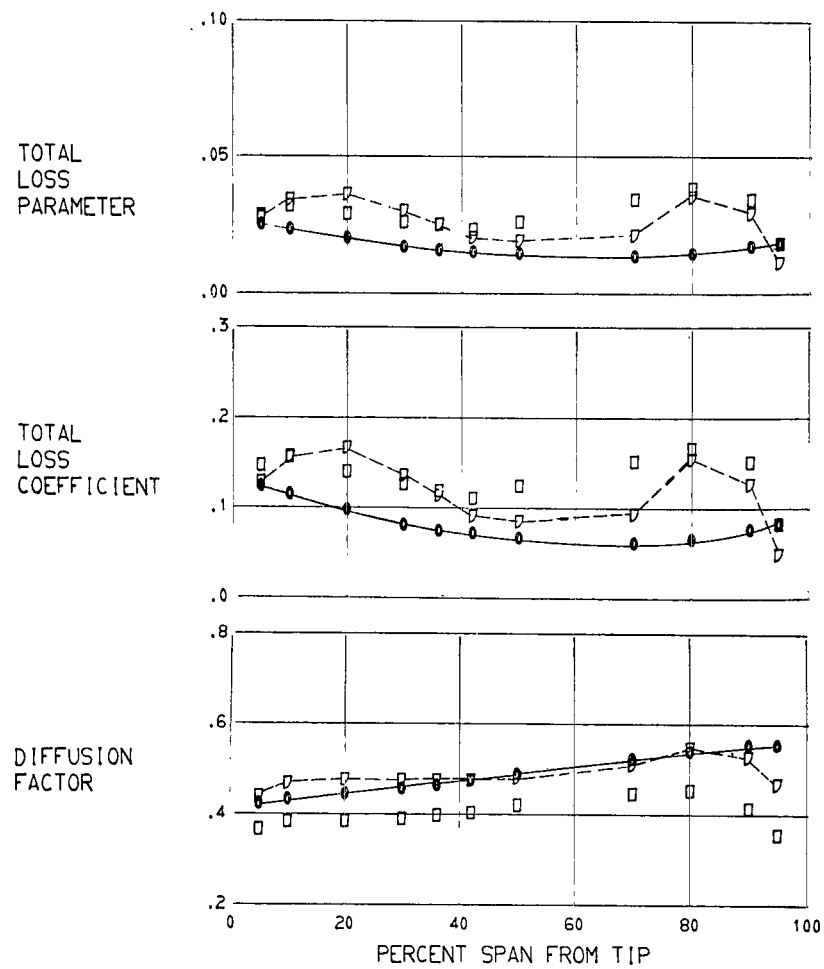 .10
TOTAL
LOSS
PARAMETER
.05
.00
.3
.2
TOTAL
LOSS
COEFFICIENT
.1
.0
.8
.6
DIFFUSION
FACTOR
.4
.2
0 20 40 60 80 100
PERCENT SPAN FROM TIP